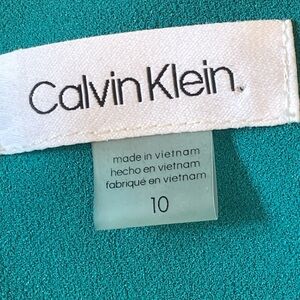 Calvin Klein
made in vietnam
hecho en vietnam
fabriqué en vietnam
10